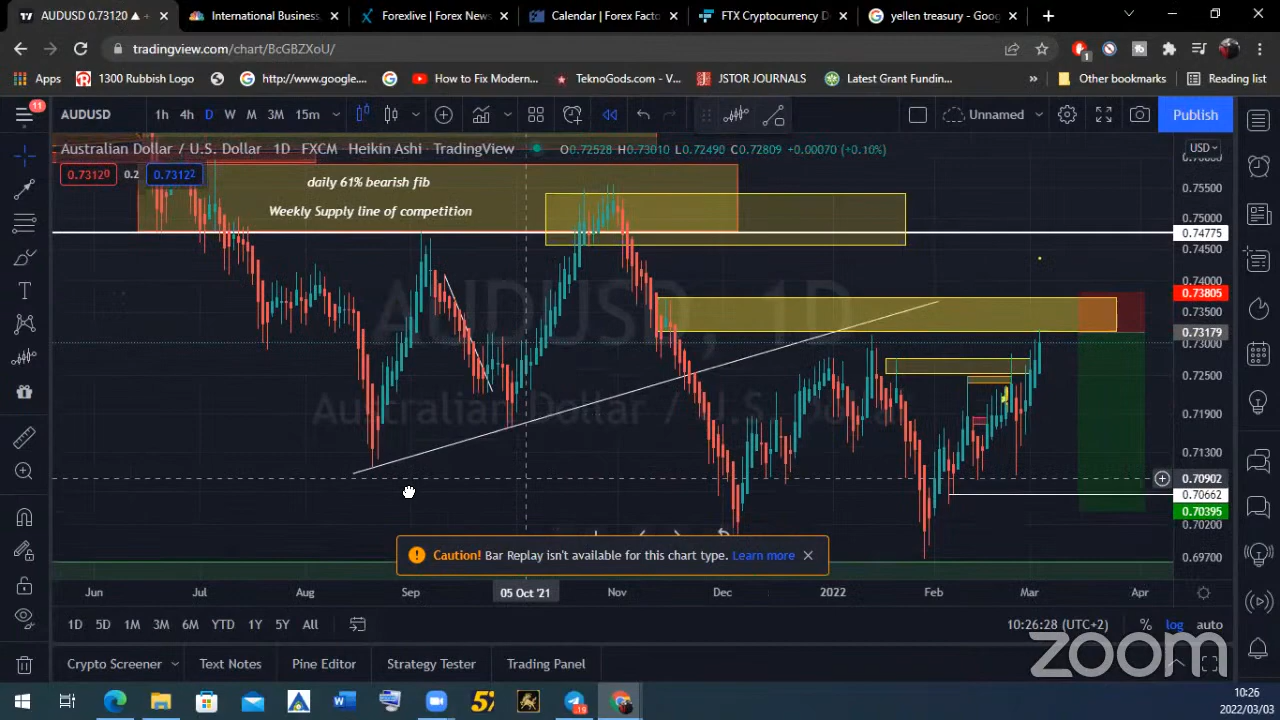 AUDUSD 0.73120 ▲ +
International Business,
Forexlive | Forex News
Calendar | Forex Facto
FTX Cryptocurrency D
yellen treasury - Goog
tradingview.com/chart/BcGBZXoU/
1
Apps
1300 Rubbish Logo
http://www.google....
How to Fix Modern...
TeknoGods.com - V...
JSTOR JOURNALS
Latest Grant Fundin...
»
Other bookmarks
Reading list
11
AUDUSD
1h 4h D W M 3M 15m
Unnamed
Publish
Australian Dollar / U.S. Dollar · 1D · FXCM · Heikin Ashi · TradingView
O0.72528 H0.73010 L0.72490 C0.72809 +0.00070 (+0.10%)
USD
0.73120
0.2
0.73122
daily 61% bearish fib
Weekly Supply line of competition
AUDUSD, 1D
Australian Dollar / U.S. Dollar
0.75500
0.75000
0.74775
0.74500
0.74000
0.73805
0.73500
0.73179
0.73000
0.72500
0.71900
0.71300
0.70902
0.70662
0.70395
0.70200
0.69700
Caution! Bar Replay isn't available for this chart type. Learn more
Jun Jul Aug Sep 05 Oct '21 Nov Dec 2022 Feb Mar Apr
1D 5D 1M 3M 6M YTD 1Y 5Y All
10:26:28 (UTC+2)
% log auto
zoom
Crypto Screener
Text Notes
Pine Editor
Strategy Tester
Trading Panel
10:26
2022/03/03